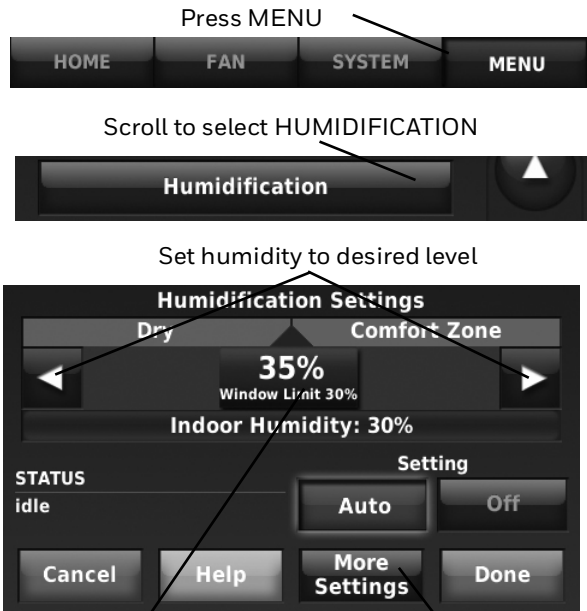 Press MENU
HOME FAN SYSTEM MENU
Scroll to select HUMIDIFICATION
Humidification
Set humidity to desired level
Humidification Settings
Dry Comfort Zone
35%
Window Limit 30%
Indoor Humidity: 30%
Setting
STATUS
idle
Auto Off
Cancel Help More Settings Done